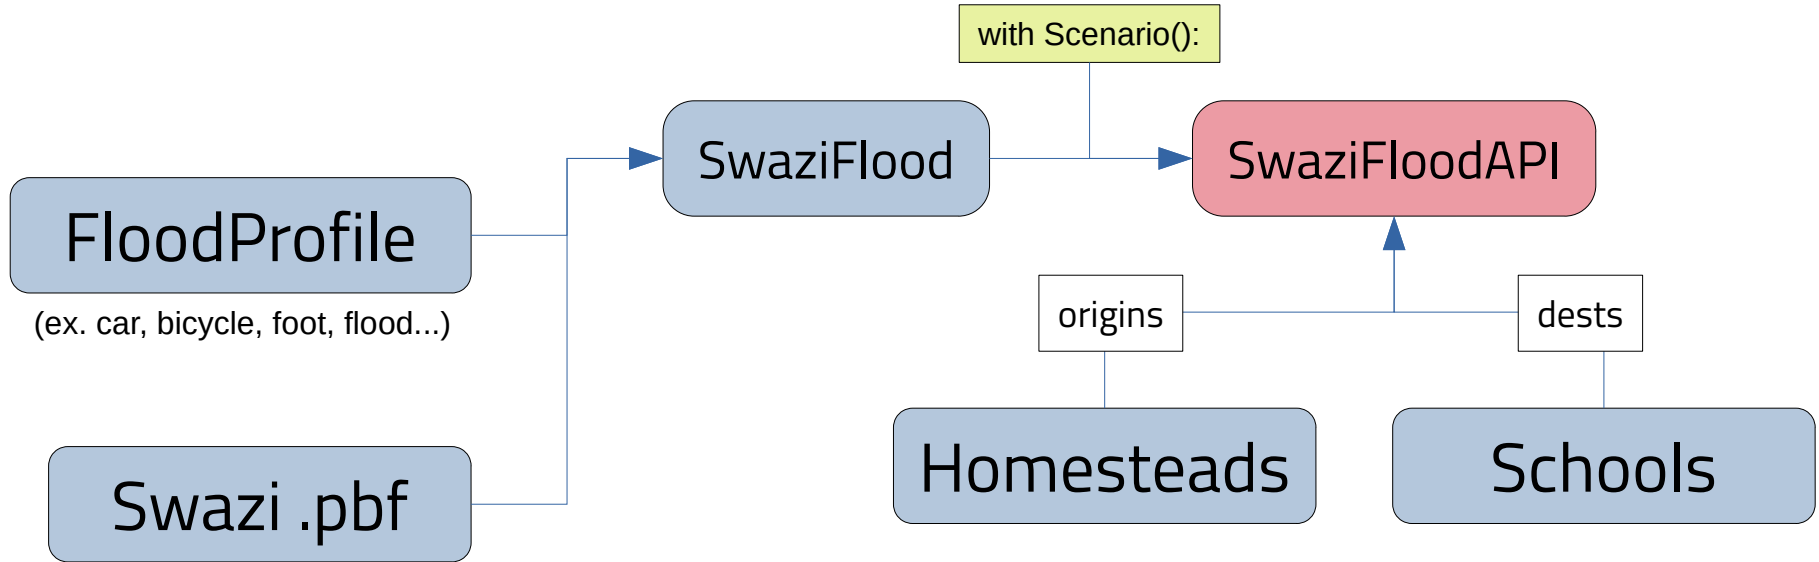 with Scenario():
SwaziFlood
SwaziFloodAPI
FloodProfile
(ex. car, bicycle, foot, flood...)
origins
dests
Swazi .pbf
Homesteads
Schools